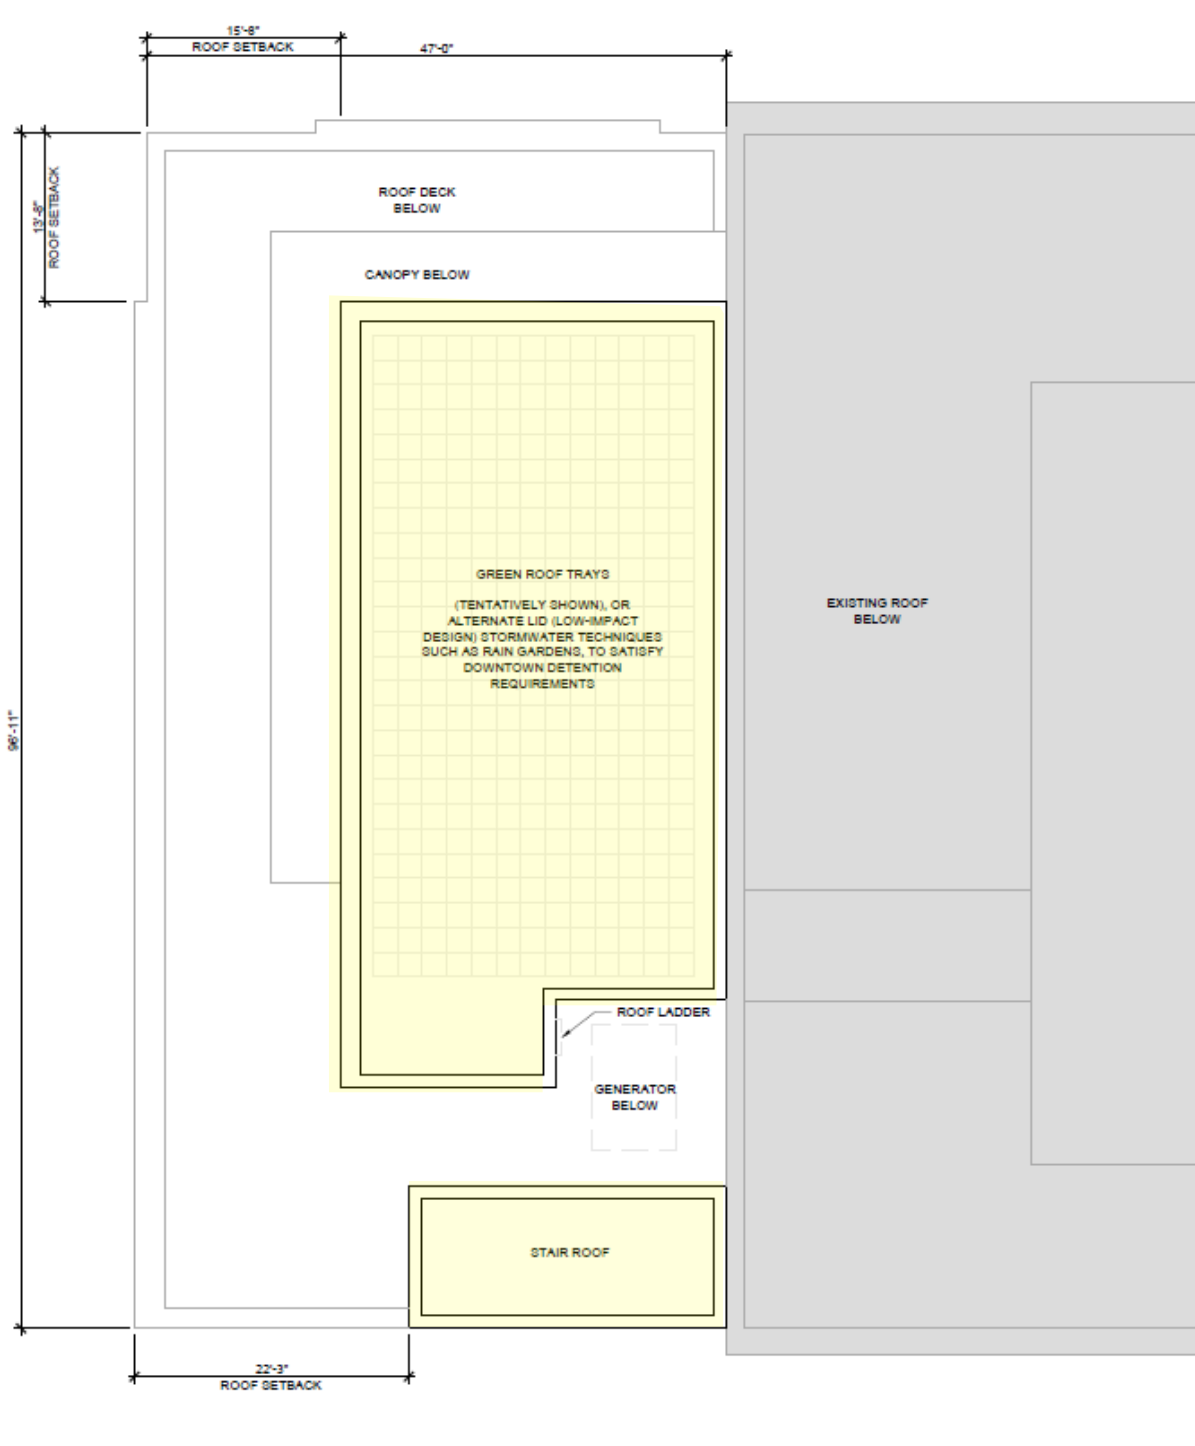 15'-6"
ROOF SETBACK
47'-0"
13'-8"
ROOF SETBACK
ROOF DECK
BELOW
CANOPY BELOW
GREEN ROOF TRAYS
(TENTATIVELY SHOWN), OR
ALTERNATE LID (LOW-IMPACT
DESIGN) STORMWATER TECHNIQUES
SUCH AS RAIN GARDENS, TO SATISFY
DOWNTOWN DETENTION
REQUIREMENTS
EXISTING ROOF
BELOW
96'-11"
ROOF LADDER
GENERATOR
BELOW
STAIR ROOF
22'-3"
ROOF SETBACK